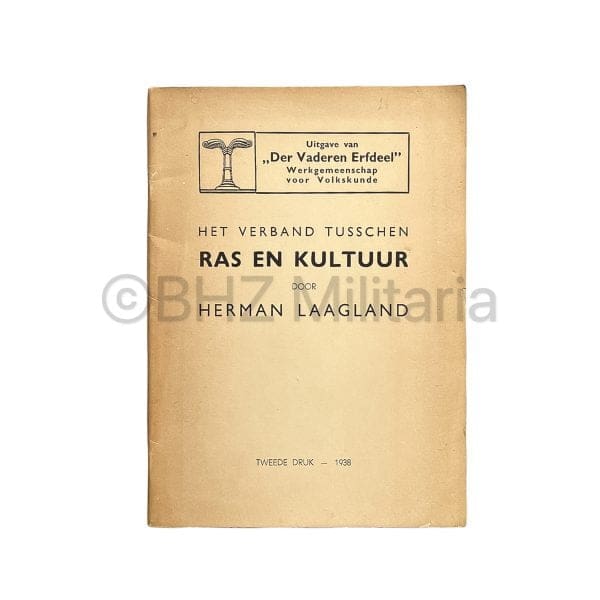 Uitgave van
„Der Vaderen Erfdeel"
Werkgemeenschap
voor Volkskunde
HET VERBAND TUSSCHEN
RAS EN KULTUUR
DOOR
HERMAN LAAGLAND
©BHZ Militaria
TWEEDE DRUK — 1938